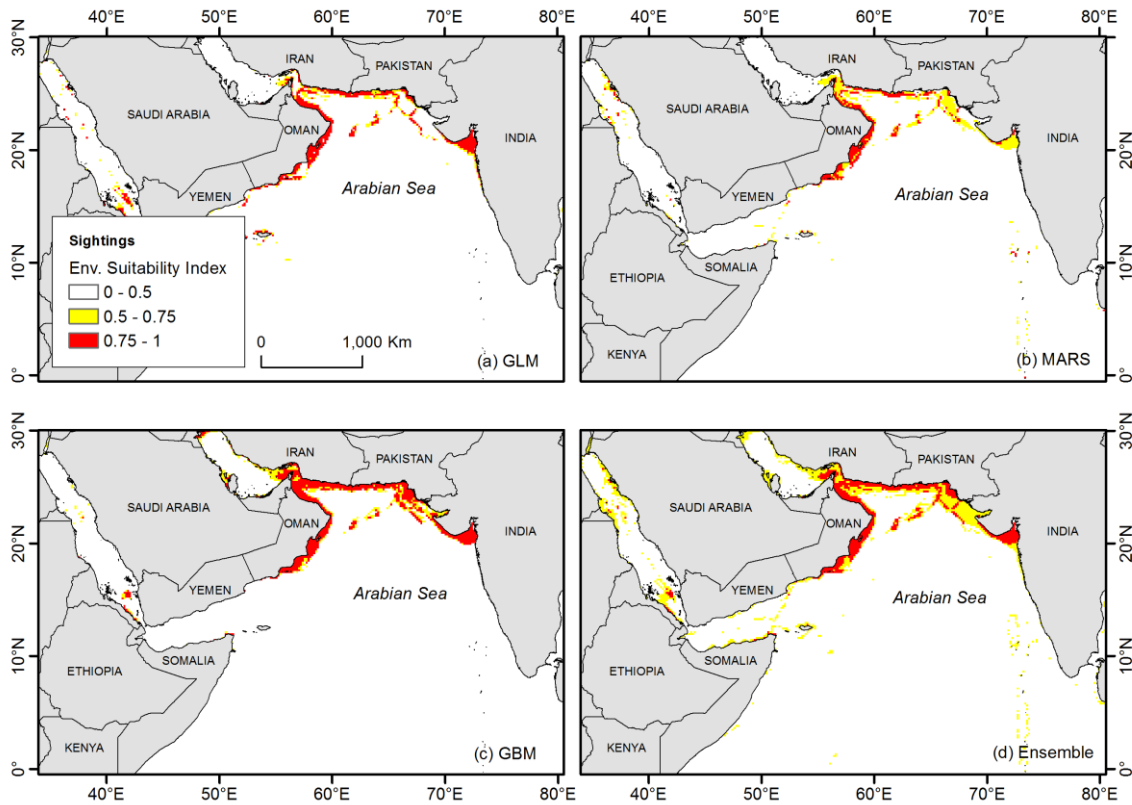 40°E 50°E 60°E 70°E 40°E 50°E 60°E 70°E 80°E
30°N
20°N
10°N
0°
IRAN
PAKISTAN
SAUDI ARABIA
OMAN
INDIA
YEMEN
Arabian Sea
Sightings
Env. Suitability Index
0 - 0.5
0.5 - 0.75
0.75 - 1
0 1,000 Km
(a) GLM
IRAN
PAKISTAN
SAUDI ARABIA
OMAN
INDIA
YEMEN
Arabian Sea
ETHIOPIA
SOMALIA
KENYA
(b) MARS
30°N
20°N
10°N
0°
30°N
20°N
10°N
0°
IRAN
PAKISTAN
SAUDI ARABIA
OMAN
INDIA
YEMEN
Arabian Sea
ETHIOPIA
SOMALIA
KENYA
(c) GBM
IRAN
PAKISTAN
SAUDI ARABIA
OMAN
INDIA
YEMEN
Arabian Sea
ETHIOPIA
SOMALIA
KENYA
(d) Ensemble
30°N
20°N
10°N
0°
40°E 50°E 60°E 70°E 40°E 50°E 60°E 70°E 80°E